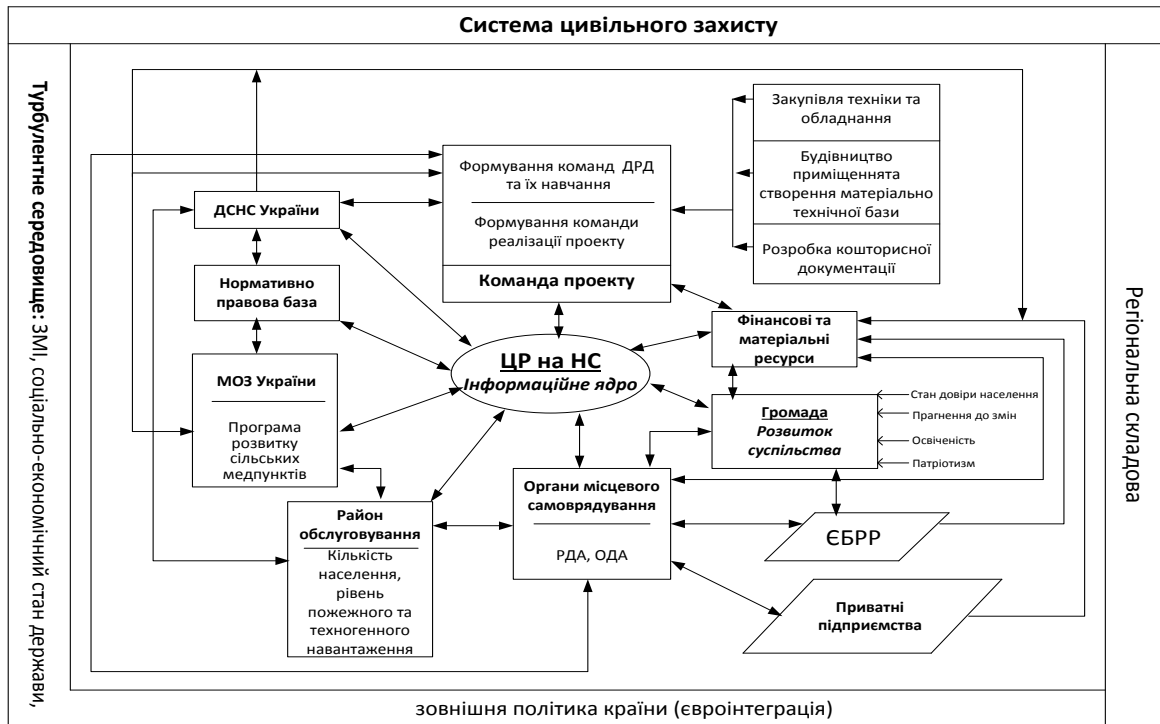 Система цивільного захисту
Турбулентне середовище: ЗМІ, соціально-економічний стан держави,
Закупівля техніки та
обладнання
Будівництво
приміщеннята
створення матеріально
технічної бази
Розробка кошторисної
документації
Формування команд ДРД
та їх навчання
Формування команди
реалізації проекту
Команда проекту
ДСНС України
Нормативно
правова база
МОЗ України
Програма
розвитку
сільських
медпунктів
ЦР на НС
Інформаційне ядро
Фінансові та
матеріальні
ресурси
Громада
Розвиток
суспільства
Стан довіри населення
Прагнення до змін
Освіченість
Патріотизм
Район
обслуговування
Кількість
населення,
рівень
пожежного та
техногенного
навантаження
Органи місцевого
самоврядування
РДА, ОДА
ЄБРР
Приватні
підприємства
Регіональна складова
зовнішня політика країни (євроінтеграція)